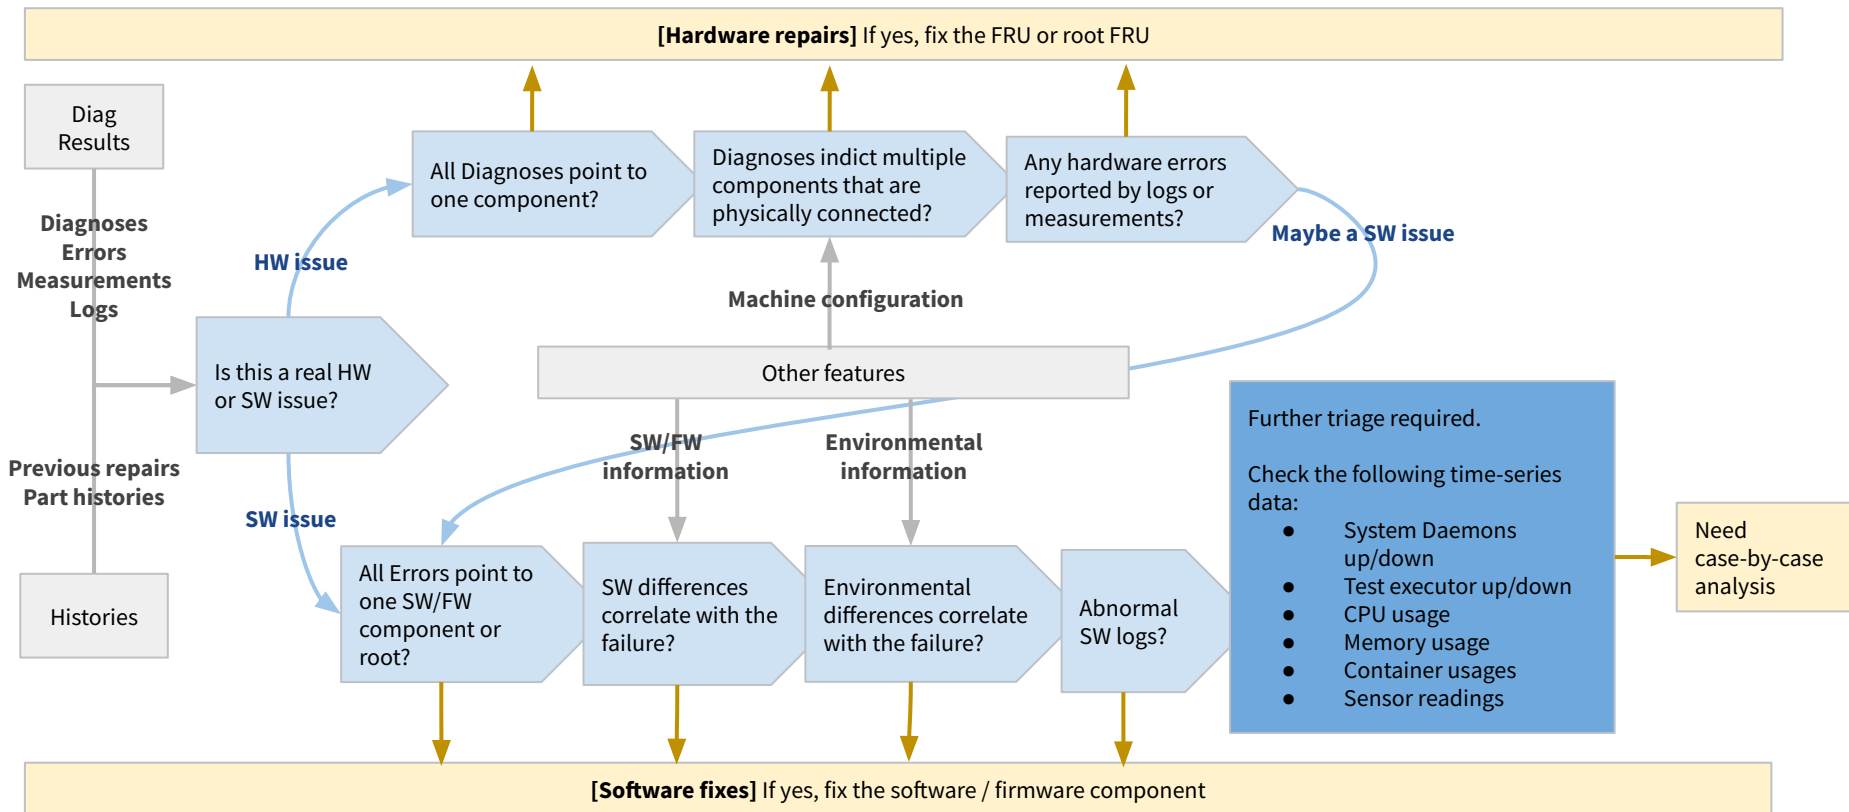 [Hardware repairs] If yes, fix the FRU or root FRU
Diag
Results
Diagnoses
Errors
Measurements
Logs
HW issue
All Diagnoses point to
one component?
Diagnoses indict multiple
components that are
physically connected?
Any hardware errors
reported by logs or
measurements?
Maybe a SW issue
Machine configuration
Is this a real HW
or SW issue?
Other features
SW/FW
information
Environmental
information
Previous repairs
Part histories
SW issue
Histories
All Errors point to
one SW/FW
component or
root?
SW differences
correlate with the
failure?
Environmental
differences correlate
with the failure?
Abnormal
SW logs?
Further triage required.
Check the following time-series
data:
● System Daemons
up/down
● Test executor up/down
● CPU usage
● Memory usage
● Container usages
● Sensor readings
Need
case-by-case
analysis
[Software fixes] If yes, fix the software / firmware component